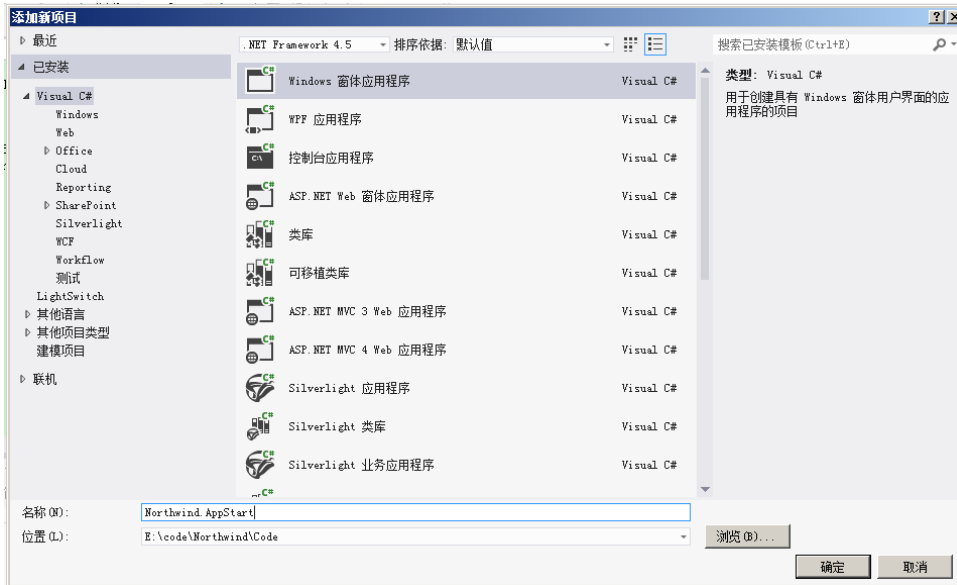 添加新项目
最近
.NET Framework 4.5 排序依据: 默认值 搜索已安装模板(Ctrl+E)
已安装
Visual C#
Windows
Web
Office
Cloud
Reporting
SharePoint
Silverlight
WCF
Workflow
测试
LightSwitch
其他语言
其他项目类型
建模项目
联机
Windows 窗体应用程序 Visual C#
WPF 应用程序 Visual C#
控制台应用程序 Visual C#
ASP.NET Web 窗体应用程序 Visual C#
类库 Visual C#
可移植类库 Visual C#
ASP.NET MVC 3 Web 应用程序 Visual C#
ASP.NET MVC 4 Web 应用程序 Visual C#
Silverlight 应用程序 Visual C#
Silverlight 类库 Visual C#
Silverlight 业务应用程序 Visual C#
类型: Visual C#
用于创建具有 Windows 窗体用户界面的应
用程序的项目
名称(N): Northwind.AppStart
位置(L): E:\code\Northwind\Code 浏览(B)...
确定 取消